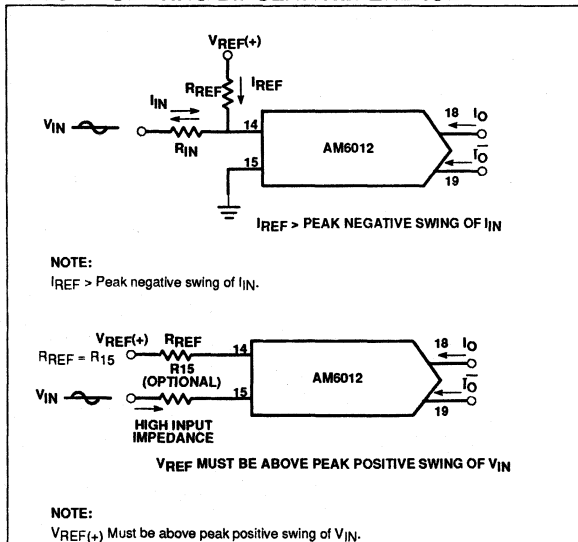 VREF(+)
RREF
IREF
IIN
VIN
RIN
14
15
AM6012
18
IO
IO
19
IREF > PEAK NEGATIVE SWING OF IIN
NOTE:
IREF > Peak negative swing of IIN.
VREF(+)
RREF
RREF = R15
14
R15
(OPTIONAL)
VIN
15
HIGH INPUT
IMPEDANCE
AM6012
18
IO
IO
19
VREF MUST BE ABOVE PEAK POSITIVE SWING OF VIN
NOTE:
VREF(+) Must be above peak positive swing of VIN.